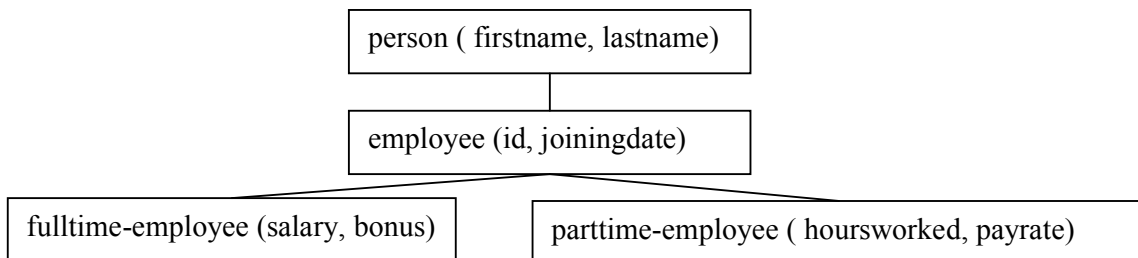 person ( firstname, lastname)
employee (id, joiningdate)
fulltime-employee (salary, bonus)
parttime-employee ( hoursworked, payrate)